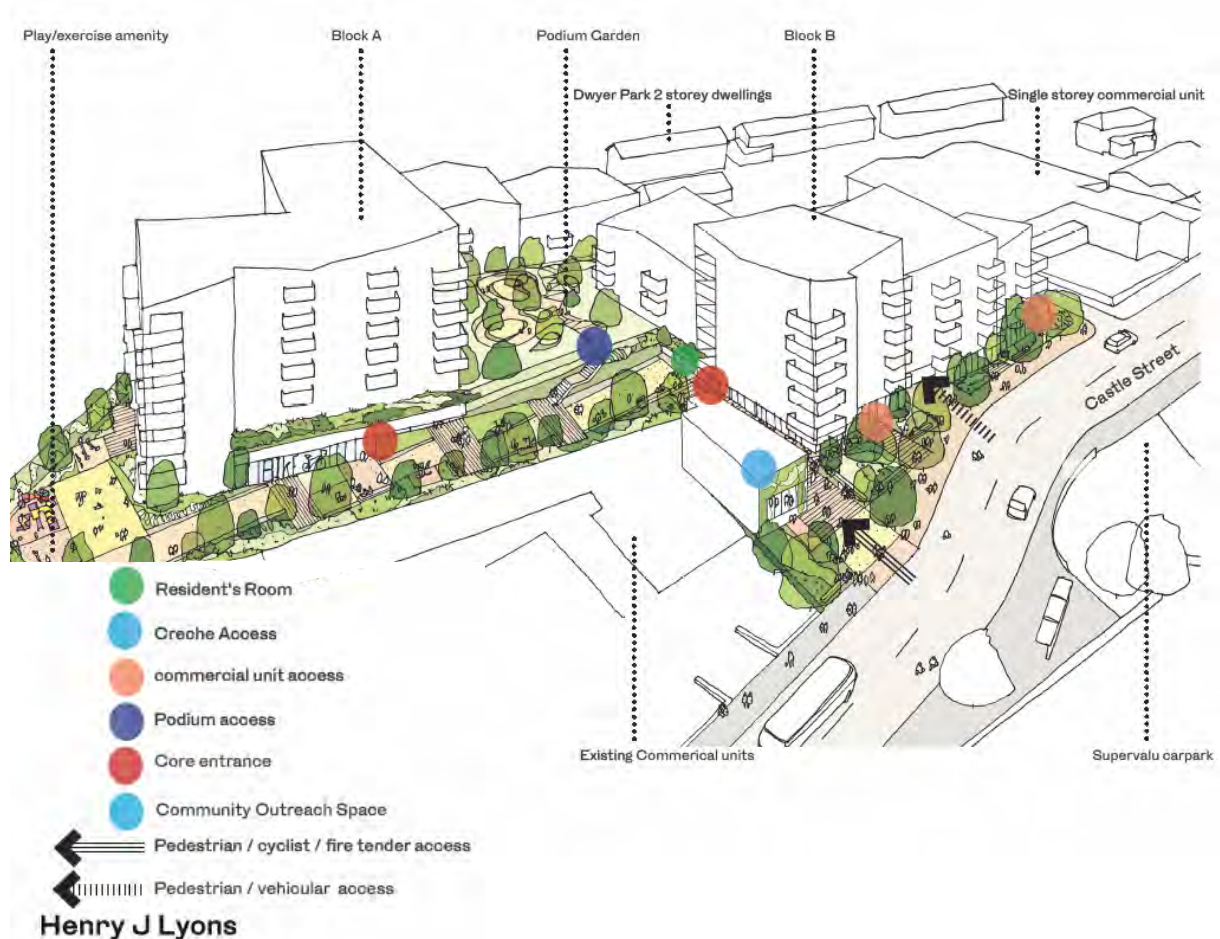 Play/exercise amenity
Block A
Podium Garden
Block B
Dwyer Park 2 storey dwellings
Single storey commercial unit
Castle Street
Resident's Room
Creche Access
commercial unit access
Podium access
Core entrance
Community Outreach Space
Pedestrian / cyclist / fire tender access
Pedestrian / vehicular access
Existing Commerical units
Supervalu carpark
Henry J Lyons